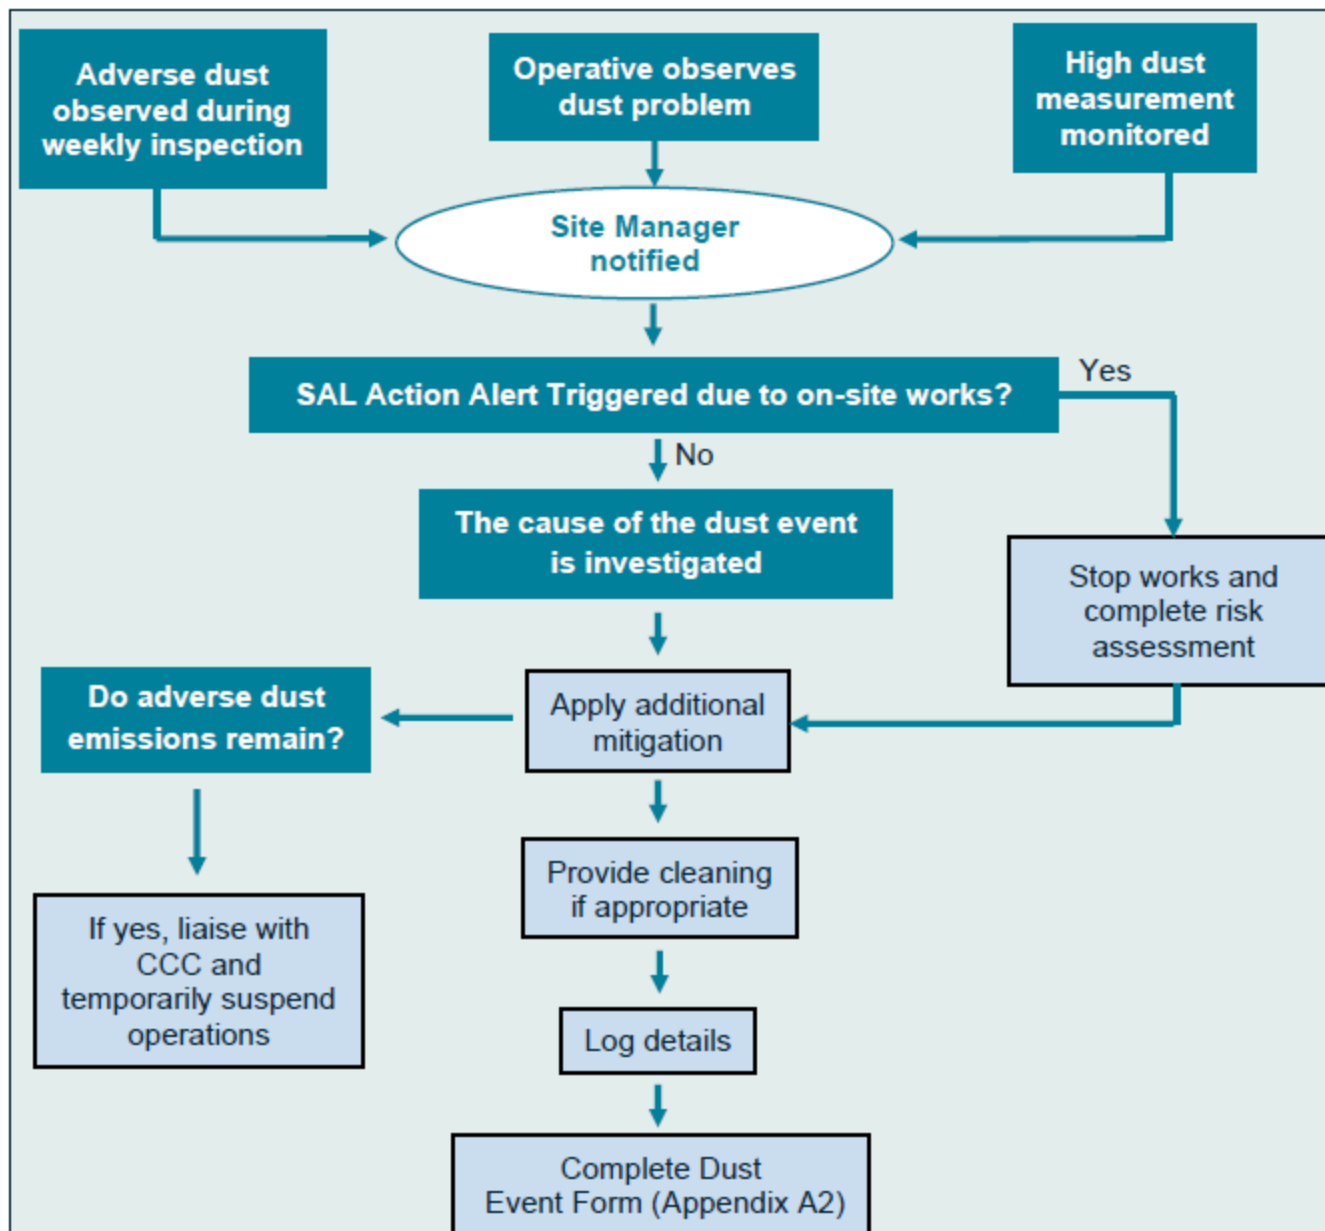 Adverse dust
observed during
weekly inspection
Operative observes
dust problem
High dust
measurement
monitored
Site Manager
notified
SAL Action Alert Triggered due to on-site works?
Yes
No
The cause of the dust event
is investigated
Stop works and
complete risk
assessment
Do adverse dust
emissions remain?
Apply additional
mitigation
If yes, liaise with
CCC and
temporarily suspend
operations
Provide cleaning
if appropriate
Log details
Complete Dust
Event Form (Appendix A2)